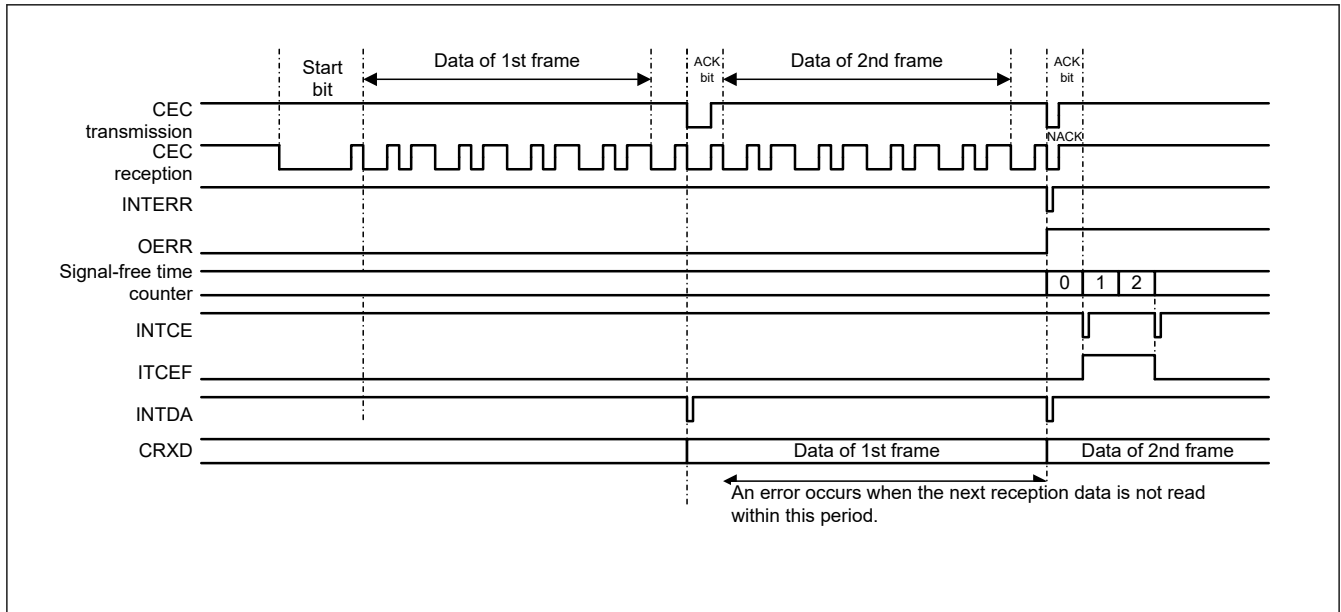 Start
bit
Data of 1st frame
ACK
bit
Data of 2nd frame
ACK
bit
CEC
transmission
NACK
CEC
reception
INTERR
OERR
Signal-free time
counter
0 1 2
INTCE
ITCEF
INTDA
CRXD
Data of 1st frame
Data of 2nd frame
An error occurs when the next reception data is not read
within this period.